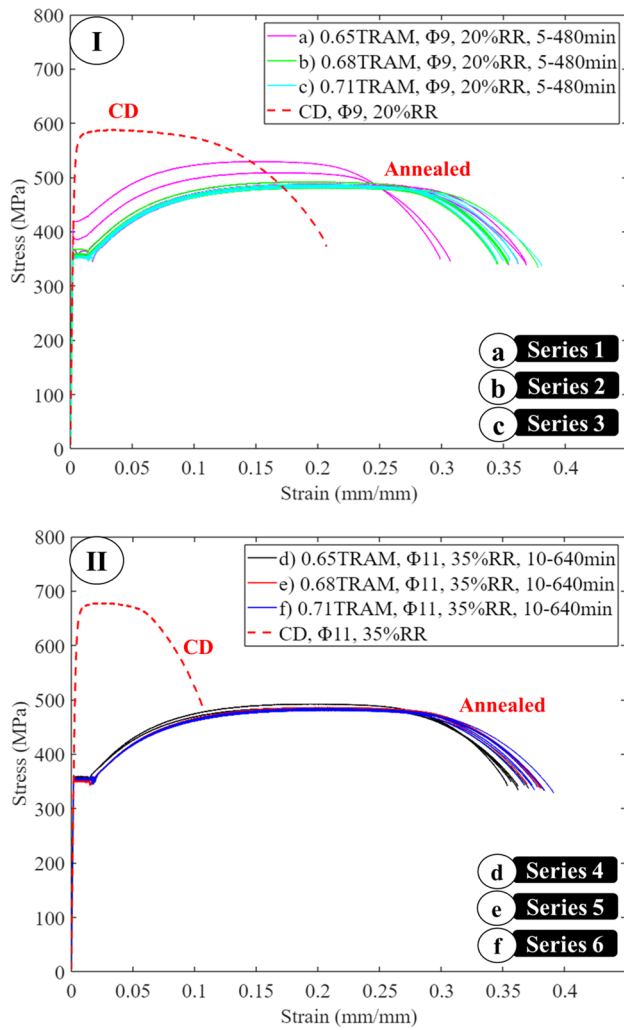 I
800
700
600
500
400
300
200
100
0
Stress (MPa)
a) 0.65TRAM, Φ9, 20%RR, 5-480min
b) 0.68TRAM, Φ9, 20%RR, 5-480min
c) 0.71TRAM, Φ9, 20%RR, 5-480min
CD, Φ9, 20%RR
CD
Annealed
a Series 1
b Series 2
c Series 3
0 0.05 0.1 0.15 0.2 0.25 0.3 0.35 0.4
Strain (mm/mm)
II
800
700
600
500
400
300
200
100
0
Stress (MPa)
d) 0.65TRAM, Φ11, 35%RR, 10-640min
e) 0.68TRAM, Φ11, 35%RR, 10-640min
f) 0.71TRAM, Φ11, 35%RR, 10-640min
CD, Φ11, 35%RR
CD
Annealed
d Series 4
e Series 5
f Series 6
0 0.05 0.1 0.15 0.2 0.25 0.3 0.35 0.4
Strain (mm/mm)